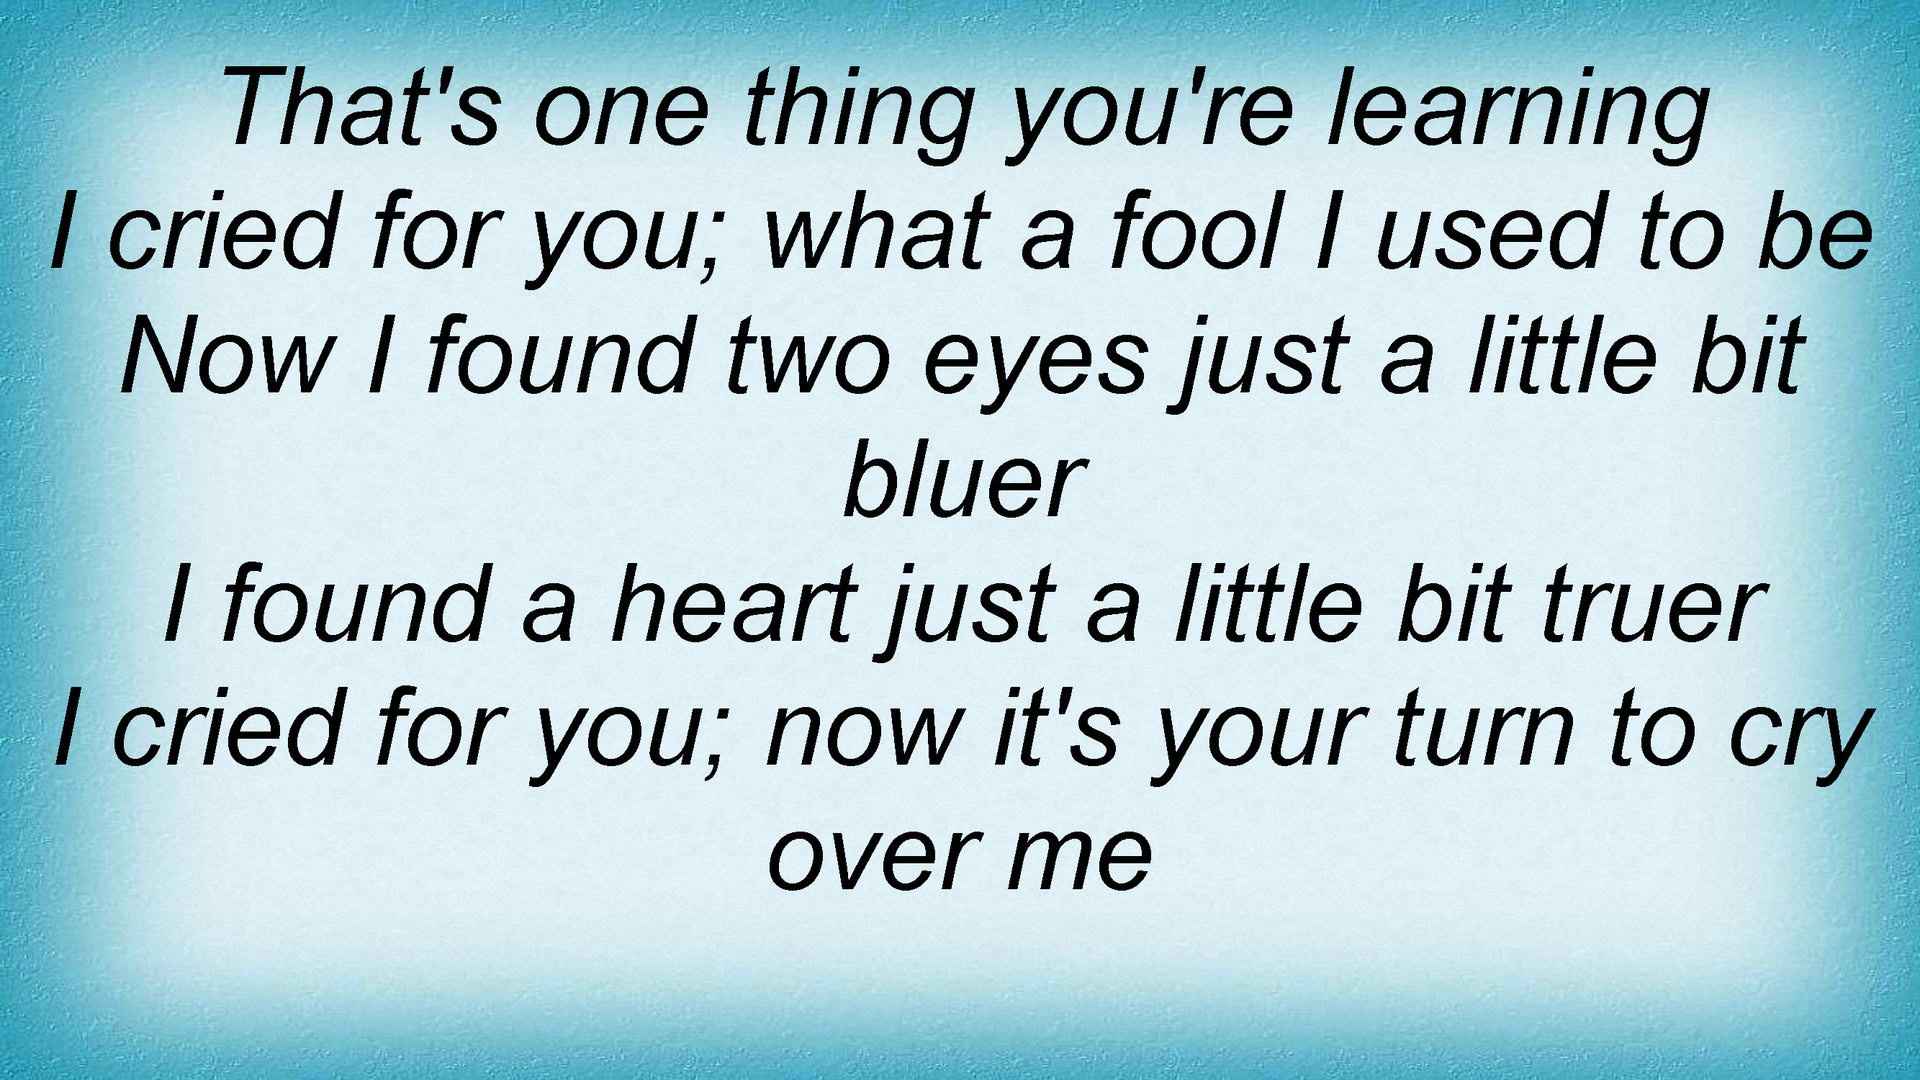 That's one thing you're learning
I cried for you; what a fool I used to be
Now I found two eyes just a little bit
bluer
I found a heart just a little bit truer
I cried for you; now it's your turn to cry
over me